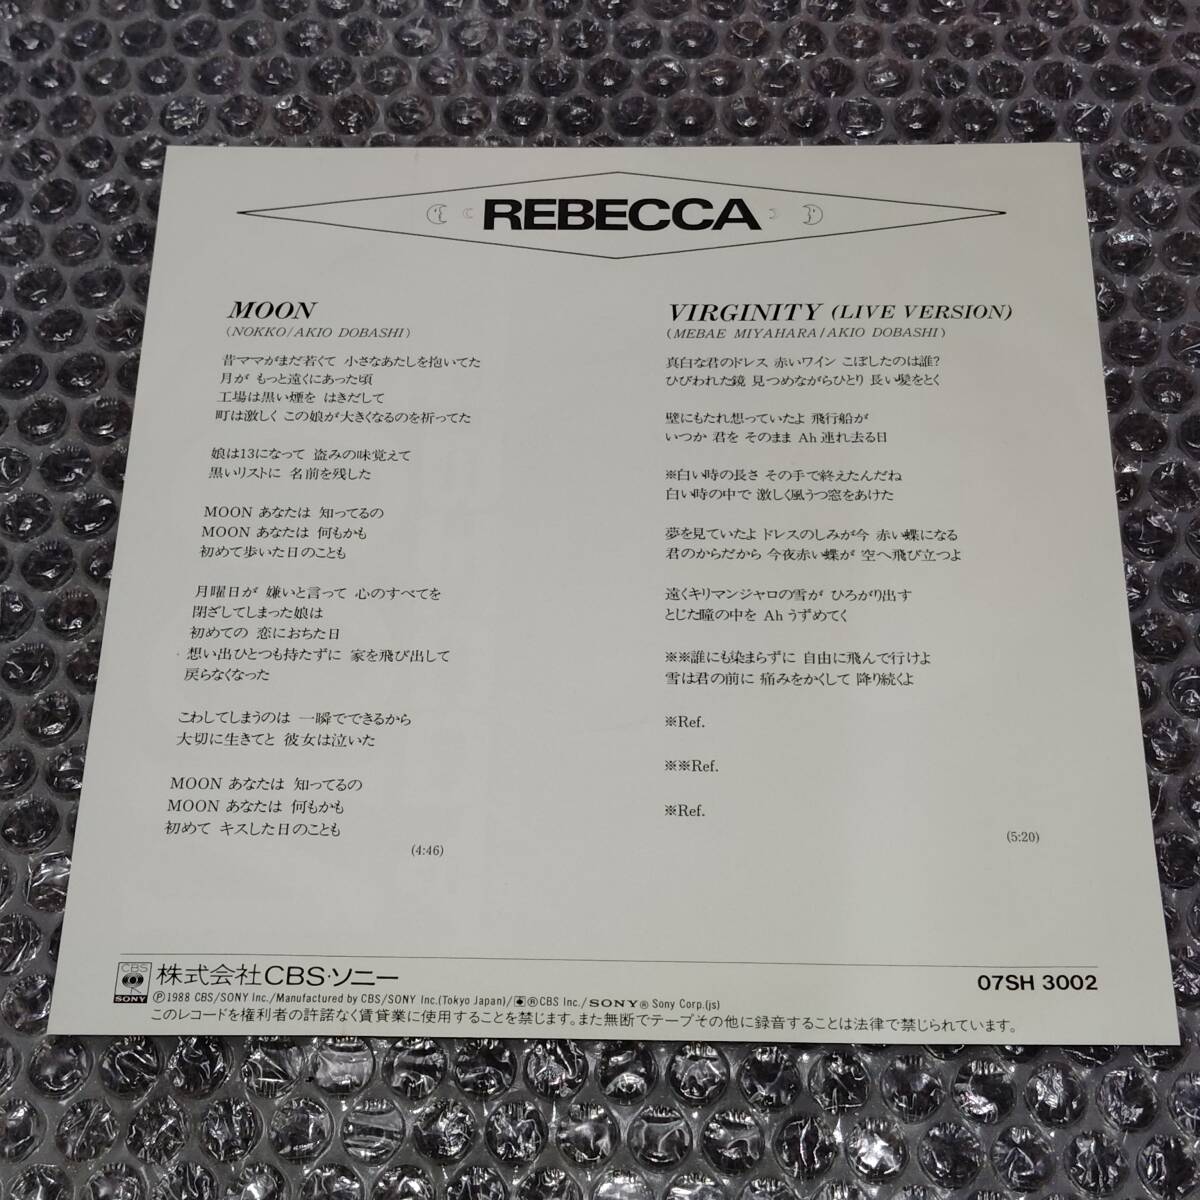 REBECCA
MOON
(NOKKO/AKIO DOBASHI)
昔ママがまだ若くて 小さなあたしを抱いてた
月が もっと遠くにあった頃
工場は黒い煙を はきだして
町は激しく この娘が大きくなるのを祈ってた
娘は13になって 盗みの味覚えて
黒いリストに 名前を残した
MOON あなたは 知ってるの
MOON あなたは 何もかも
初めて歩いた日のことも
月曜日が 嫌いと言って 心のすべてを
閉ざしてしまった娘は
初めての 恋におちた日
想い出ひとつも持たずに 家を飛び出して
戻らなくなった
こわしてしまうのは 一瞬でできるから
大切に生きてと 彼女は泣いた
MOON あなたは 知ってるの
MOON あなたは 何もかも
初めて キスした日のことも
(4:46)
VIRGINITY (LIVE VERSION)
(MEBAE MIYAHARA/AKIO DOBASHI)
真白な君のドレス 赤いワイン こぼしたのは誰?
ひびわれた鏡 見つめながらひとり 長い髪をとく
壁にもたれ想っていたよ 飛行船が
いつか 君を そのまま Ah 連れ去る日
※白い時の長さ その手で終えたんだね
白い時の中で 激しく風うつ窓をあけた
夢を見ていたよ ドレスのしみが今 赤い蝶になる
君のからだから 今夜赤い蝶が 空へ飛び立つよ
遠くキリマンジャロの雪が ひろがり出す
とじた瞳の中を Ah うずめてく
※※誰にも染まらずに 自由に飛んで行けよ
雪は君の前に 痛みをかくして 降り続くよ
※Ref.
※※Ref.
※Ref.
(5:20)
CBS
SONY
株式会社CBS・ソニー
07SH 3002
Ⓟ1988 CBS/SONY Inc./Manufactured by CBS/SONY Inc.(Tokyo Japan)/®CBS Inc./SONY® Sony Corp.(js)
このレコードを権利者の許諾なく賃貸業に使用することを禁じます。また無断でテープその他に録音することは法律で禁じられています。